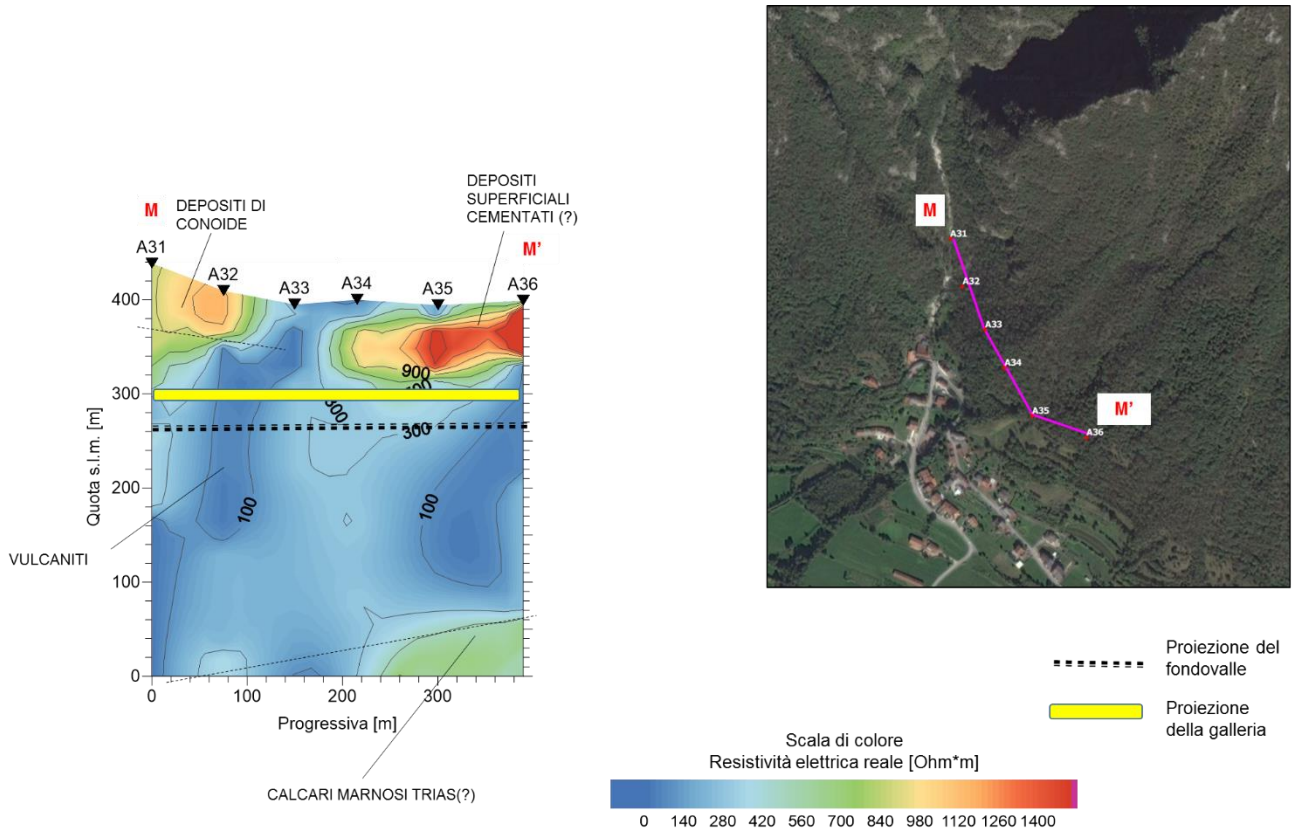 DEPOSITI
SUPERFICIALI
CEMENTATI (?)
M
DEPOSITI DI
CONOIDE
M'
A31
A32
A33
A34
A35
A36
400
300
200
100
0
Quota s.l.m. [m]
900
300
300
100
100
VULCANITI
0
100
200
300
Progressiva [m]
CALCARI MARNOSI TRIAS(?)
M
A31
A32
A33
A34
A35
M'
A36
Proiezione del
fondovalle
Proiezione
della galleria
Scala di colore
Resistività elettrica reale [Ohm*m]
0 140 280 420 560 700 840 980 1120 1260 1400